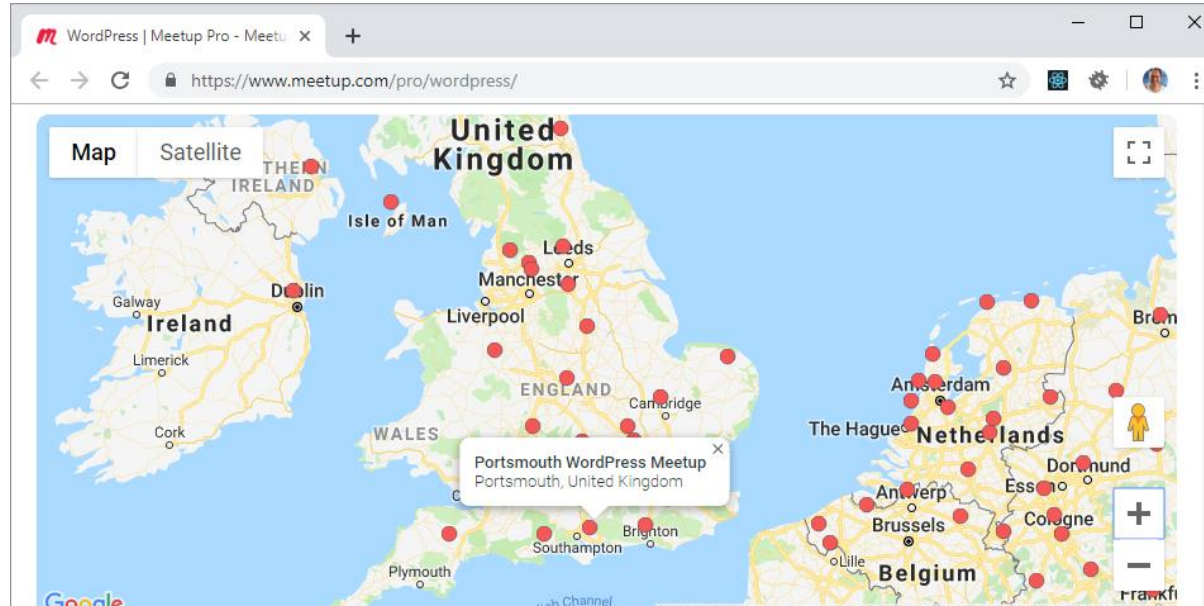 WordPress | Meetup Pro - Meetu
https://www.meetup.com/pro/wordpress/
Map Satellite
United
Kingdom
IRELAND
Isle of Man
Leeds
Manchester
Liverpool
Galway
Dublin
Ireland
Limerick
Cork
ENGLAND
Cambridge
WALES
Portsmouth WordPress Meetup
Portsmouth, United Kingdom
Southampton
Brighton
Plymouth
Channel
Google
Brem
Amsterdam
The Hague
Netherlands
Dortmund
Essen
Antwerp
Brussels
Cologne
Lille
Belgium
Frankf